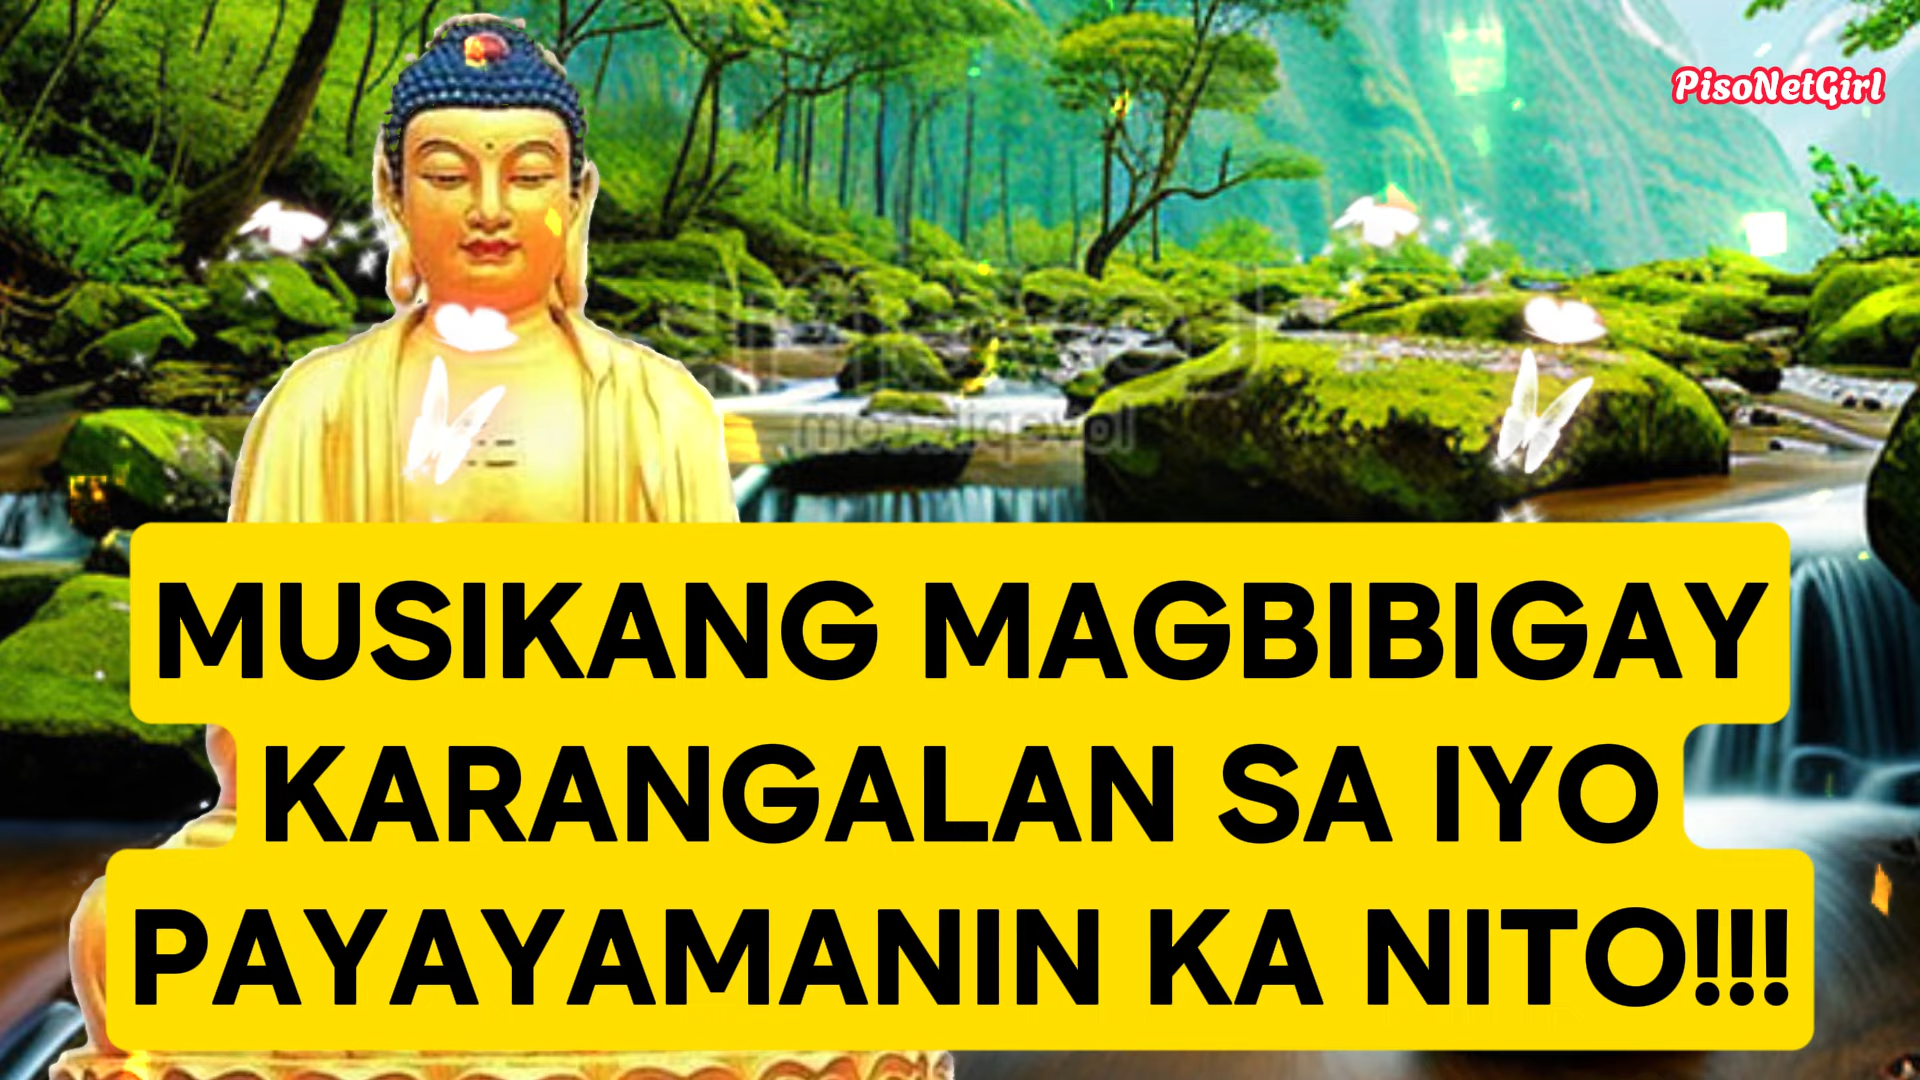 PisoNetGirl
MUSIKANG MAGBIBIGAY
KARANGALAN SA IYO
PAYAYAMANIN KA NITO!!!